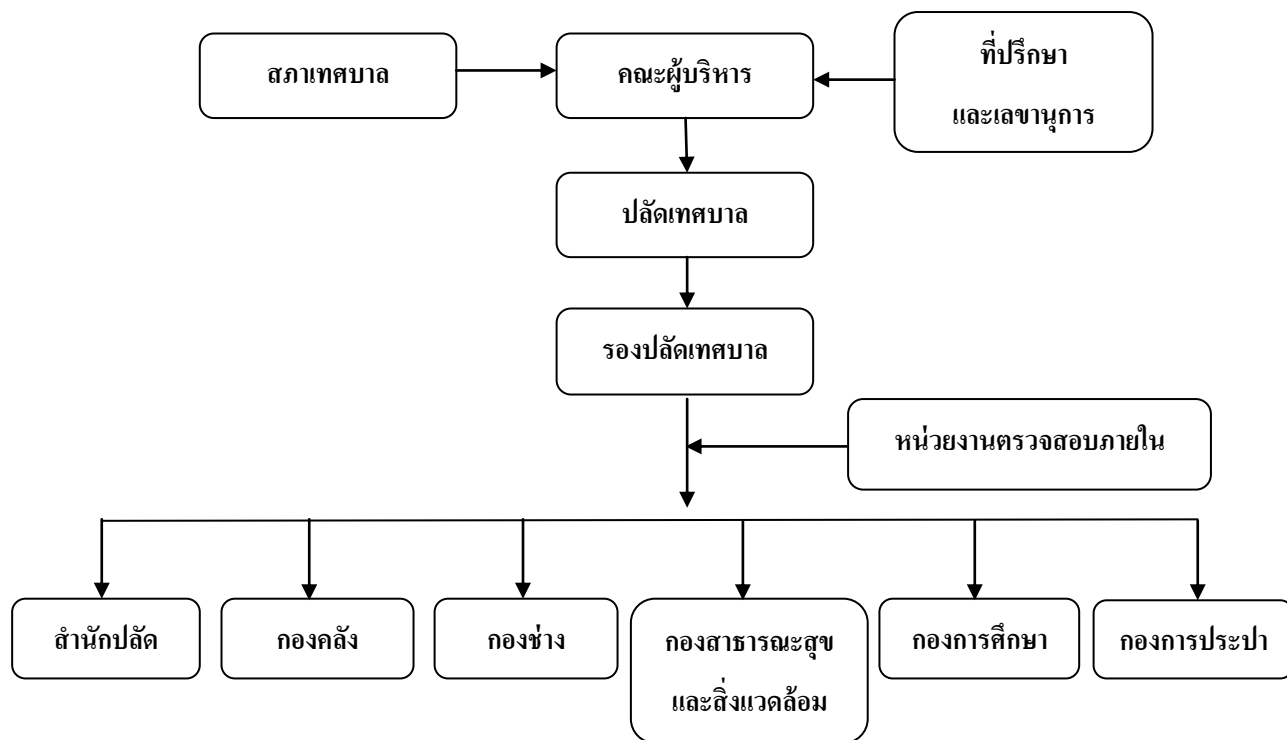 สภาเทศบาล
คณะผู้บริหาร
ที่ปรึกษา
และเลขานุการ
ปลัดเทศบาล
รองปลัดเทศบาล
หน่วยงานตรวจสอบภายใน
สำนักปลัด
กองคลัง
กองช่าง
กองสาธารณะสุข
และสิ่งแวดล้อม
กองการศึกษา
กองการประปา